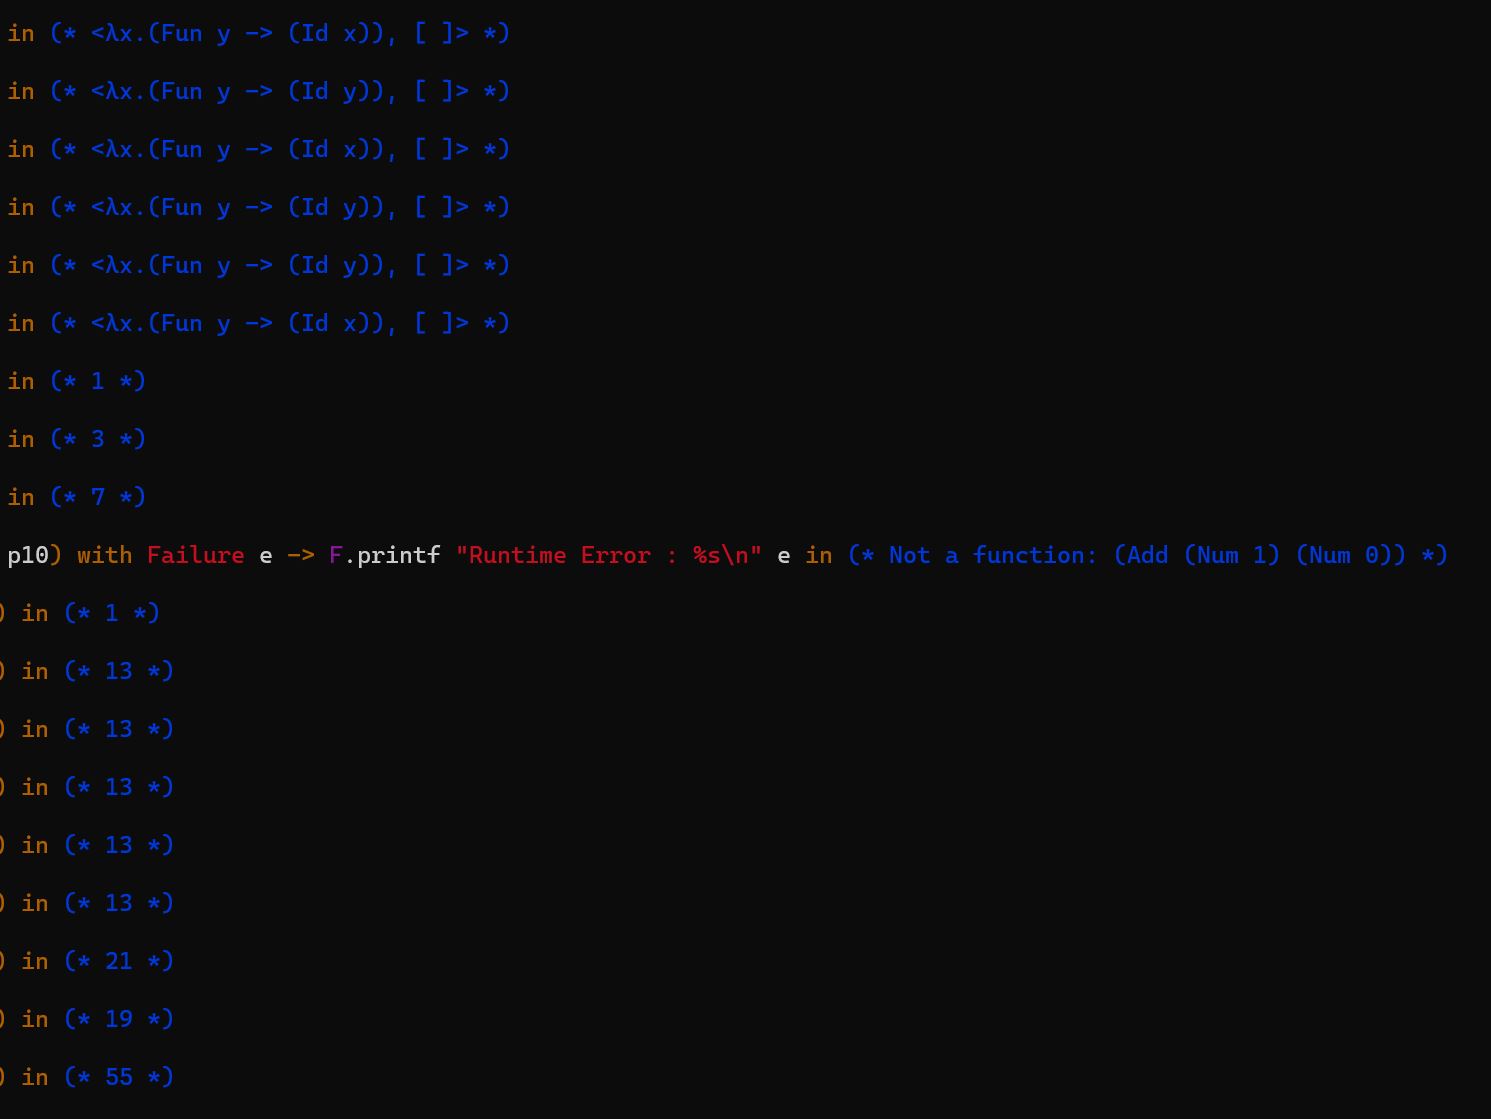 in (* <λx.(Fun y -> (Id x)), [ ]> *)
in (* <λx.(Fun y -> (Id y)), [ ]> *)
in (* <λx.(Fun y -> (Id x)), [ ]> *)
in (* <λx.(Fun y -> (Id y)), [ ]> *)
in (* <λx.(Fun y -> (Id y)), [ ]> *)
in (* <λx.(Fun y -> (Id x)), [ ]> *)
in (* 1 *)
in (* 3 *)
in (* 7 *)
p10) with Failure e -> F.printf "Runtime Error : %s\n" e in (* Not a function: (Add (Num 1) (Num 0)) *)
) in (* 1 *)
) in (* 13 *)
) in (* 13 *)
) in (* 13 *)
) in (* 13 *)
) in (* 13 *)
) in (* 21 *)
) in (* 19 *)
) in (* 55 *)